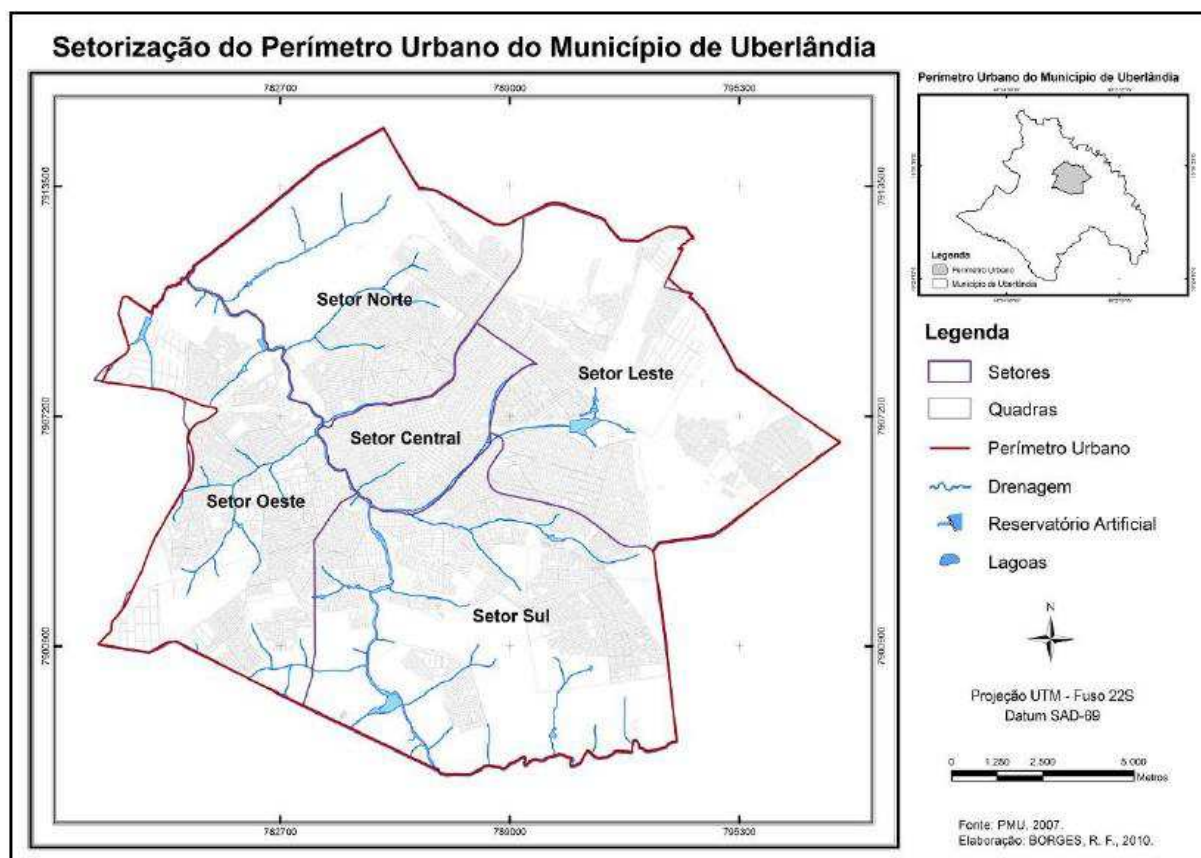 Setorização do Perímetro Urbano do Município de Uberlândia
782700
789000
795300
7913500
7913500
Setor Norte
Setor Leste
7907200
7907200
Setor Central
Setor Oeste
Setor Sul
7900900
7900900
782700
789000
795300
Perímetro Urbano do Município de Uberlândia
Legenda
Perímetro Urbano
Município de Uberlândia
Legenda
Setores
Quadras
Perímetro Urbano
Drenagem
Reservatório Artificial
Lagoas
N
Projeção UTM - Fuso 22S
Datum SAD-69
0 1.250 2.500 5 000
Metros
Fonte: PMU, 2007.
Elaboração: BORGES, R. F., 2010.